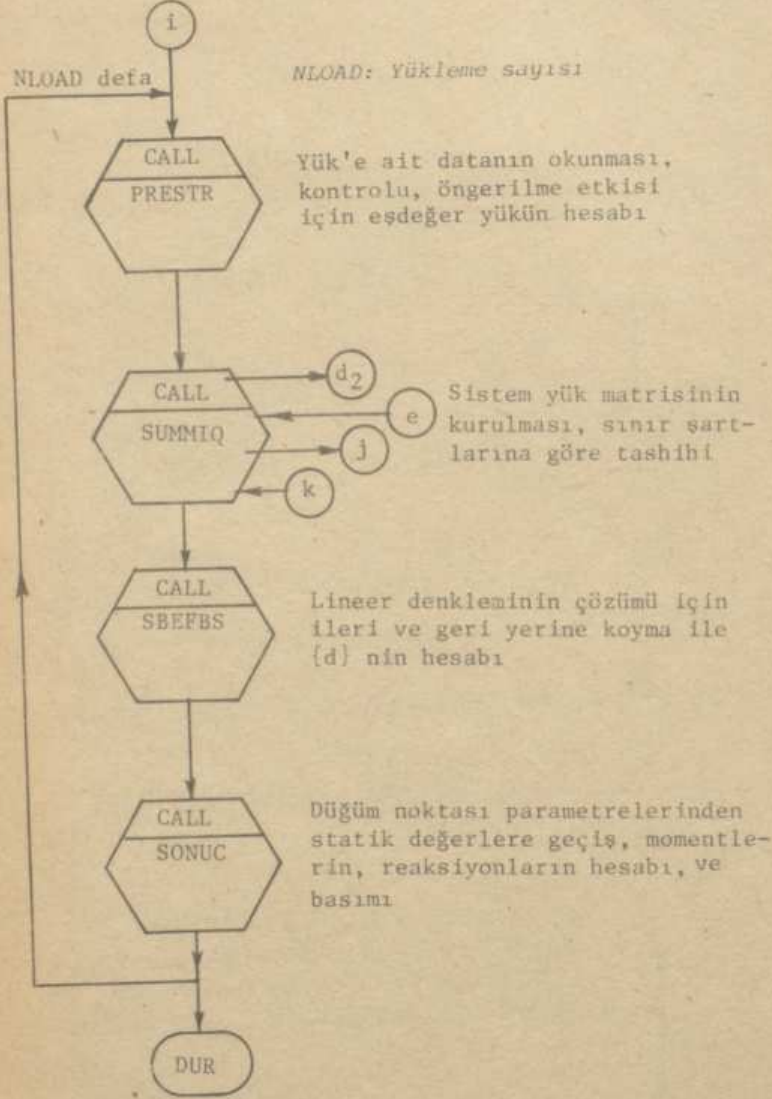 i
NLOAD defa
NLOAD: Yükleme sayısı
CALL
PRESTR
Yük'e ait datanın okunması,
kontrolu, öngerilme etkisi
için eşdeğer yükün hesabı
CALL
SUMMIQ
d2
e
j
k
Sistem yük matrisinin
kurulması, sınır şart-
larına göre tashihi
CALL
SBEFBS
Lineer denkleminin çözümü için
ileri ve geri yerine koyma ile
{d} nin hesabı
CALL
SONUC
Düğüm noktası parametrelerinden
statik değerlere geçiş, momentle-
rin, reaksiyonların hesabı, ve
basımı
DUR